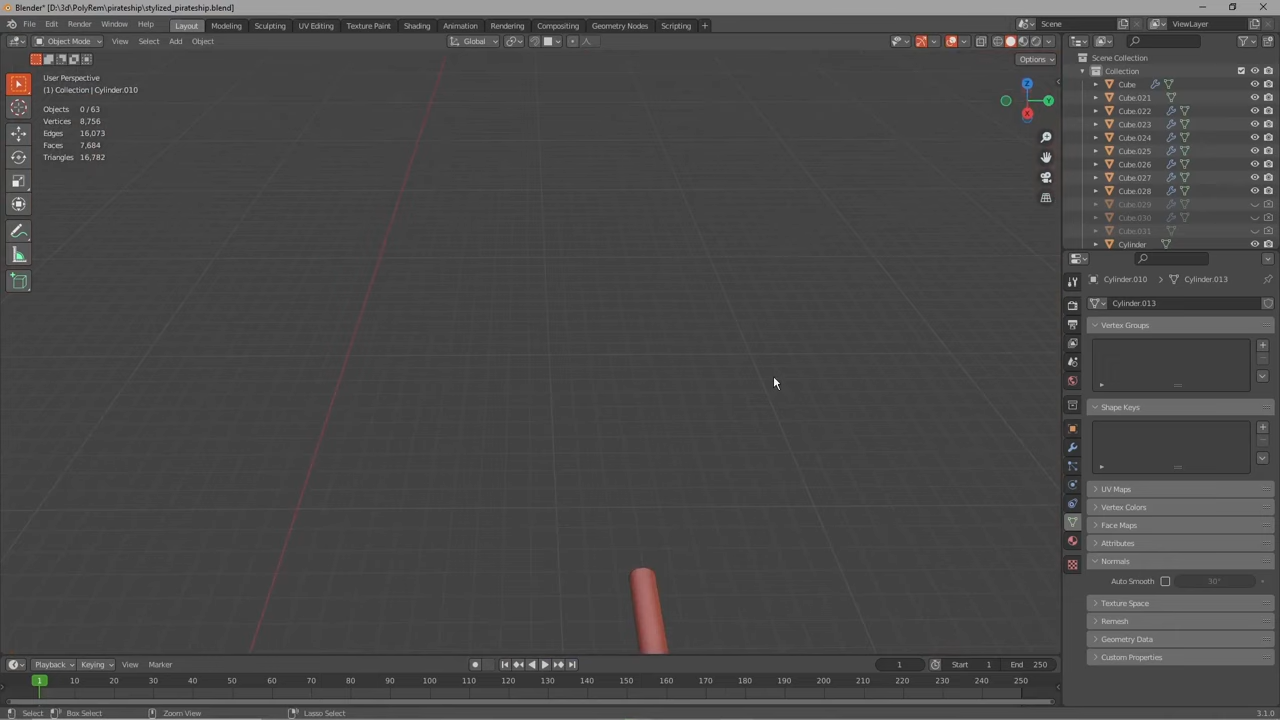 Blender* [D:\3d\PolyRem\pirateship\stylized_pirateship.blend]
File Edit Render Window Help Layout Modeling Sculpting UV Editing Texture Paint Shading Animation Rendering Compositing Geometry Nodes Scripting + Scene ViewLayer
Object Mode View Select Add Object Global
Options
User Perspective
(1) Collection | Cylinder.010
Objects 0 / 63
Vertices 8,756
Edges 16,073
Faces 7,684
Triangles 16,782
Z
Y
X
Scene Collection
Collection
Cube
Cube.021
Cube.022
Cube.023
Cube.024
Cube.025
Cube.026
Cube.027
Cube.028
Cube.029
Cube.030
Cube.031
Cylinder
Cylinder.010 > Cylinder.013
Cylinder.013
Vertex Groups
Shape Keys
UV Maps
Vertex Colors
Face Maps
Attributes
Normals
Auto Smooth 30°
Texture Space
Remesh
Geometry Data
Custom Properties
Playback Keying View Marker 1 Start 1 End 250
1 10 20 30 40 50 60 70 80 90 100 110 120 130 140 150 160 170 180 190 200 210 220 230 240 250
Select Box Select Zoom View Lasso Select 3.1.0